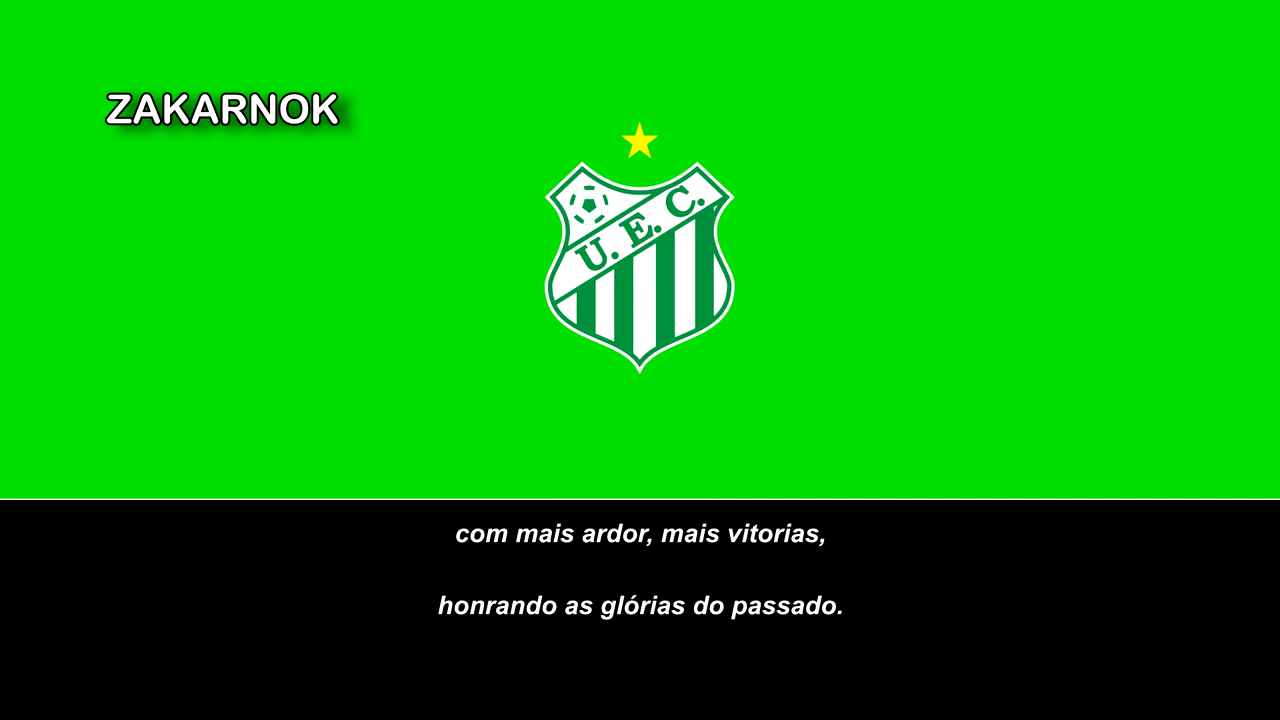 ZAKARNOK
U. E. C.
com mais ardor, mais vitorias,
honrando as glórias do passado.